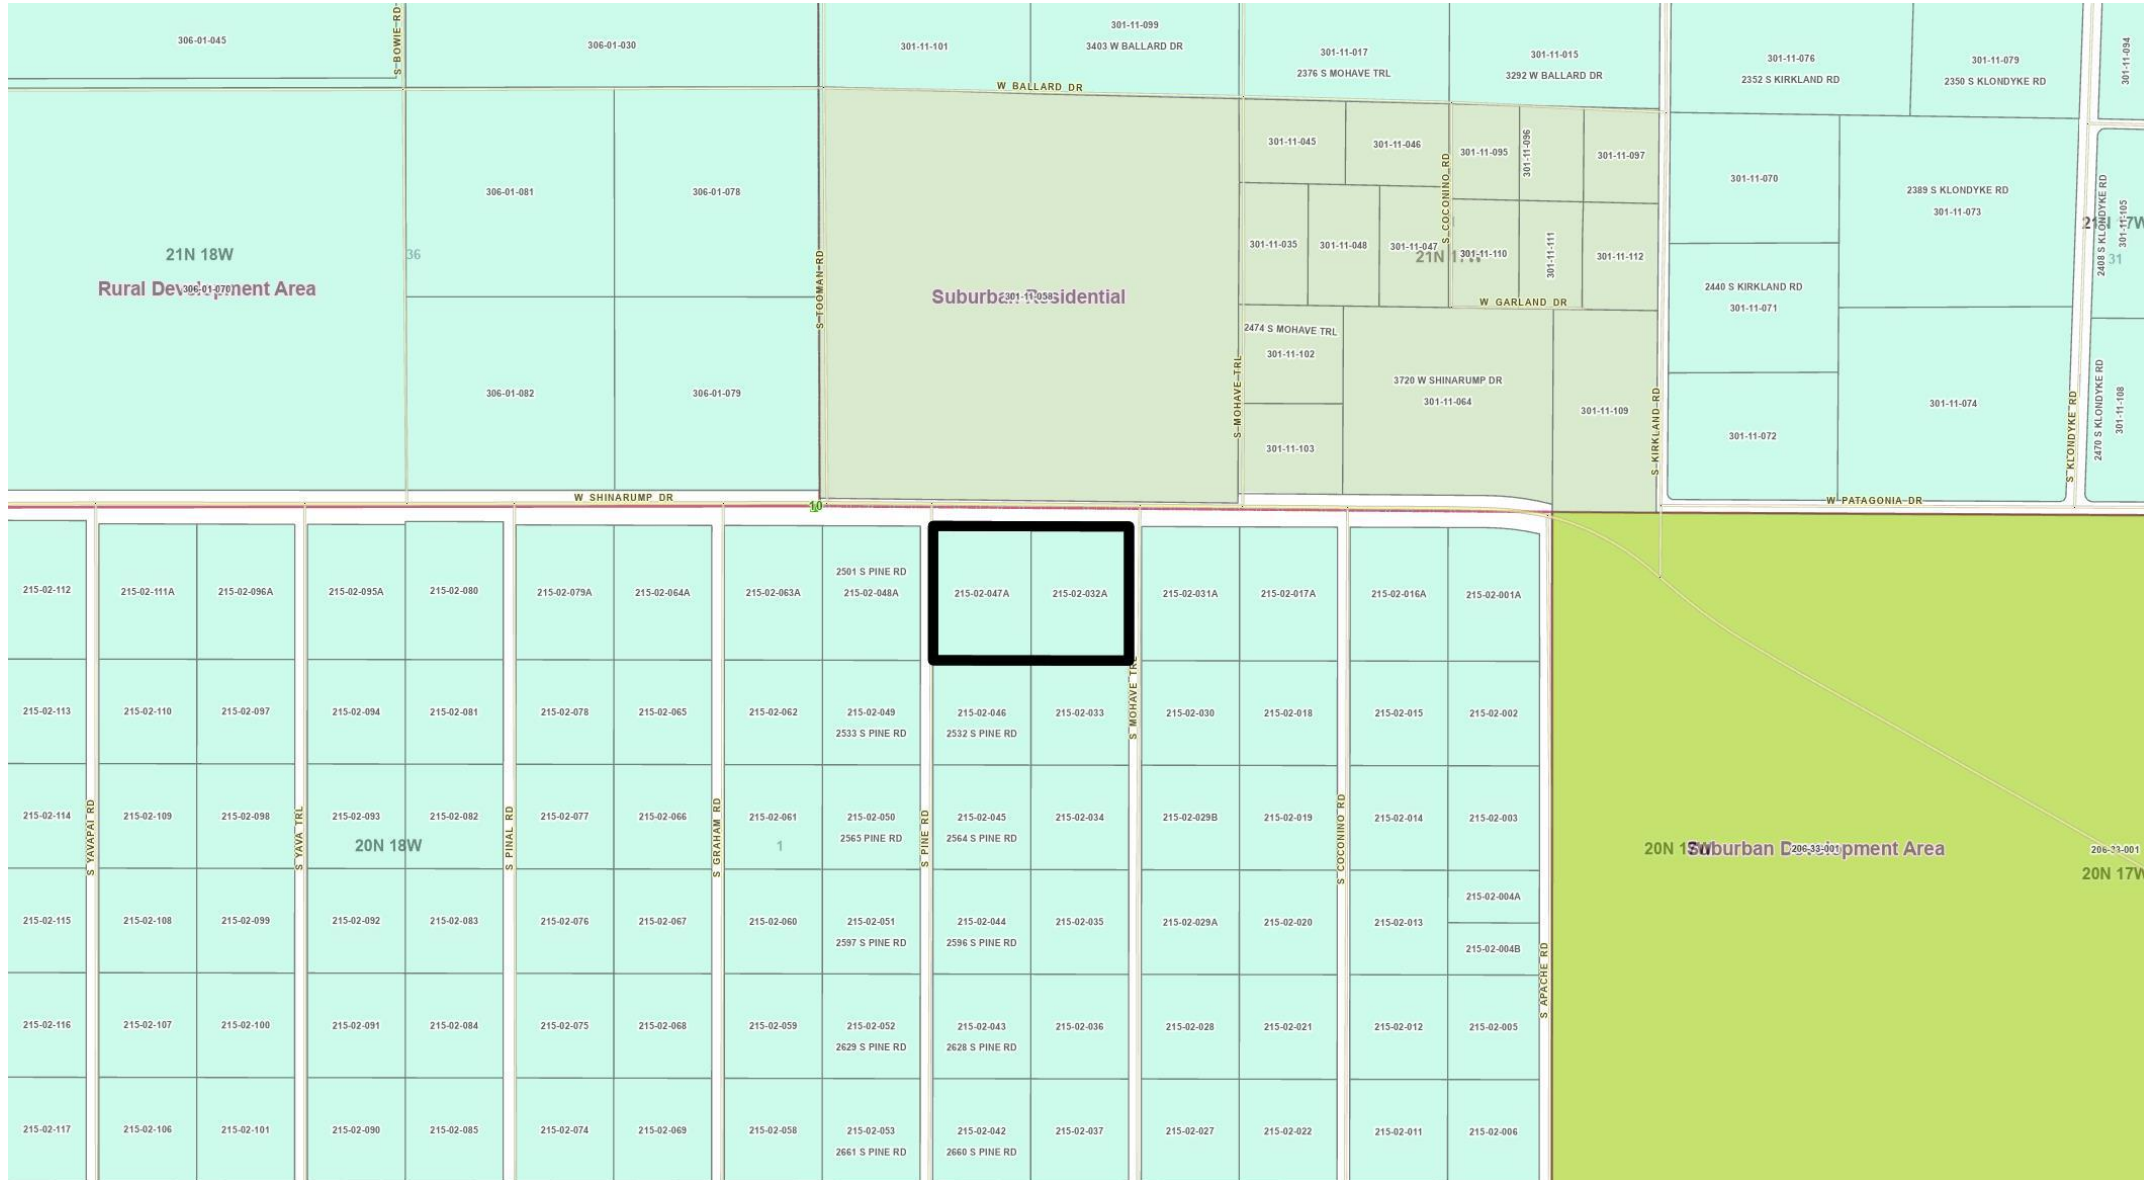 306-01-045
S BOWIE RD
306-01-030
301-11-101
301-11-099
3403 W BALLARD DR
301-11-017
2376 S MOHAVE TRL
301-11-015
3292 W BALLARD DR
301-11-076
2352 S KIRKLAND RD
301-11-079
2350 S KLONDYKE RD
301-11-094
W BALLARD DR
21N 18W
36
Rural Development Area
306-01-081
306-01-078
306-01-082
306-01-079
S TOOMAN RD
Suburban Residential
301-11-045
301-11-046
301-11-095
301-11-096
301-11-097
S COCONINO RD
301-11-035
301-11-048
301-11-047
301-11-110
301-11-111
301-11-112
W GARLAND DR
2474 S MOHAVE TRL
301-11-102
301-11-103
S MOHAVE TRL
3720 W SHINARUMP DR
301-11-064
301-11-109
S KIRKLAND RD
301-11-070
2440 S KIRKLAND RD
301-11-071
301-11-072
2389 S KLONDYKE RD
301-11-073
301-11-074
S KLONDYKE RD
2408 S KLONDYKE RD
301-11-105
31
2470 S KLONDYKE RD
301-11-108
W SHINARUMP DR
10
W PATAGONIA DR
215-02-112
215-02-111A
215-02-096A
215-02-095A
215-02-080
215-02-079A
215-02-064A
215-02-063A
2501 S PINE RD
215-02-048A
215-02-047A
215-02-032A
215-02-031A
215-02-017A
215-02-016A
215-02-001A
215-02-113
215-02-110
215-02-097
215-02-094
215-02-081
215-02-078
215-02-065
215-02-062
215-02-049
2533 S PINE RD
215-02-046
2532 S PINE RD
215-02-033
S MOHAVE TRL
215-02-030
215-02-018
215-02-015
215-02-002
215-02-114
S YAVAPAI RD
215-02-109
215-02-098
S YAVA TRL
215-02-093
215-02-082
20N 18W
S PINAL RD
215-02-077
215-02-066
S GRAHAM RD
215-02-061
1
215-02-050
2565 PINE RD
S PINE RD
215-02-045
2564 S PINE RD
215-02-034
215-02-029B
215-02-019
S COCONINO RD
215-02-014
215-02-003
Suburban Development Area
206-33-001
206-33-001
20N 17W
215-02-115
215-02-108
215-02-099
215-02-092
215-02-083
215-02-076
215-02-067
215-02-060
215-02-051
2597 S PINE RD
215-02-044
2596 S PINE RD
215-02-035
215-02-029A
215-02-020
215-02-013
215-02-004A
215-02-004B
S APACHE RD
215-02-116
215-02-107
215-02-100
215-02-091
215-02-084
215-02-075
215-02-068
215-02-059
215-02-052
2629 S PINE RD
215-02-043
2628 S PINE RD
215-02-036
215-02-028
215-02-021
215-02-012
215-02-005
215-02-117
215-02-106
215-02-101
215-02-090
215-02-085
215-02-074
215-02-069
215-02-058
215-02-053
2661 S PINE RD
215-02-042
2660 S PINE RD
215-02-037
215-02-027
215-02-022
215-02-011
215-02-006